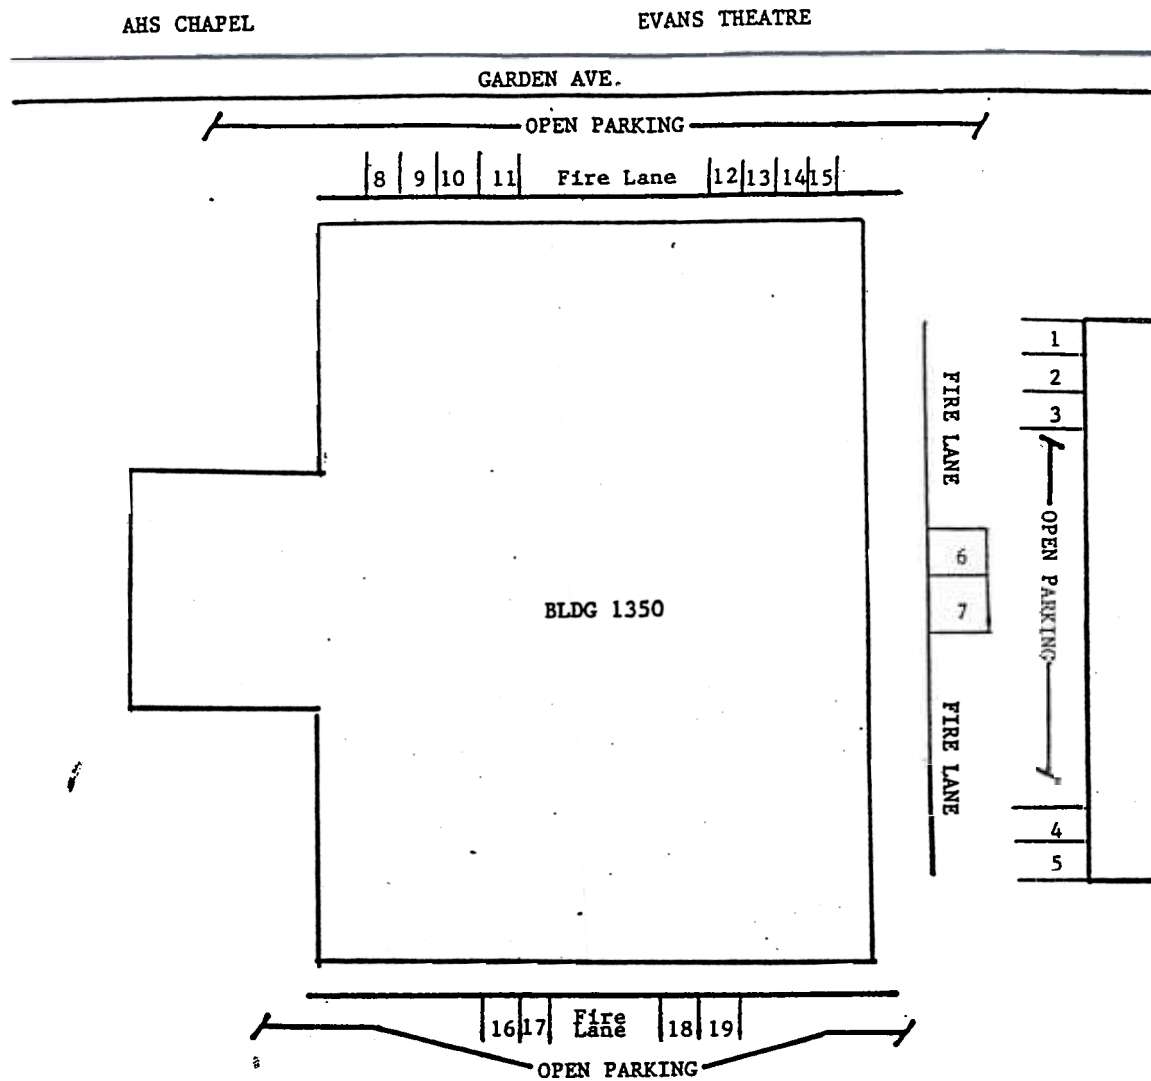 AHS CHAPEL EVANS THEATRE
GARDEN AVE.
OPEN PARKING
8 9 10 11 Fire Lane 12 13 14 15
1
2
3
FIRE LANE
OPEN PARKING
6
7
BLDG 1350
FIRE LANE
4
5
16 17 Fire Lane 18 19
OPEN PARKING